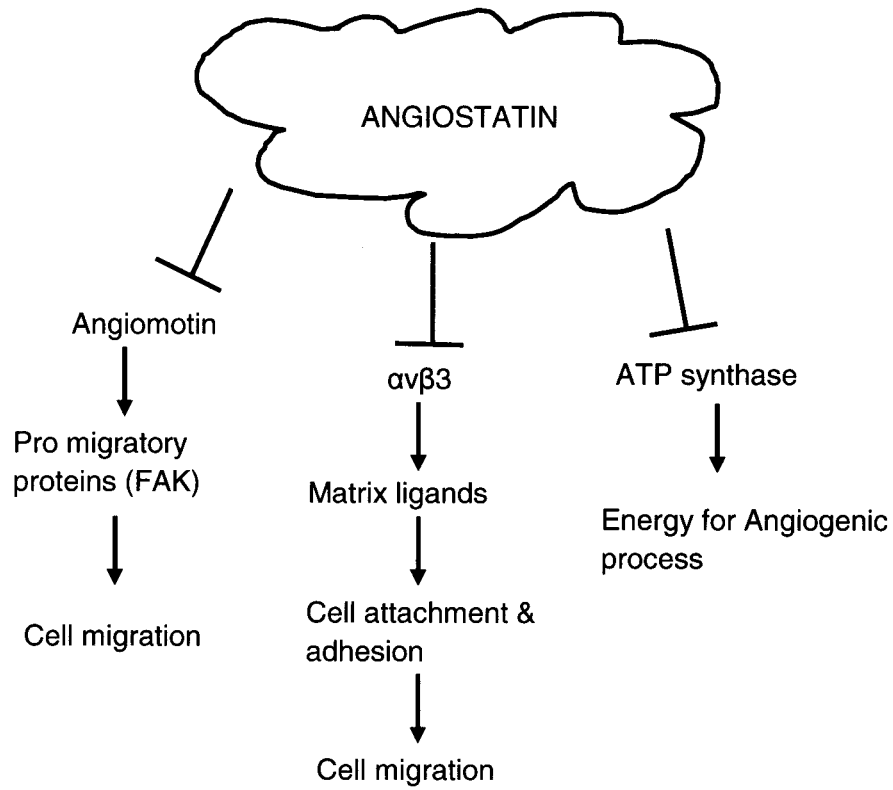 ANGIOSTATIN
Angiomotin
Pro migratory
proteins (FAK)
Cell migration
αvβ3
Matrix ligands
Cell attachment &
adhesion
Cell migration
ATP synthase
Energy for Angiogenic
process